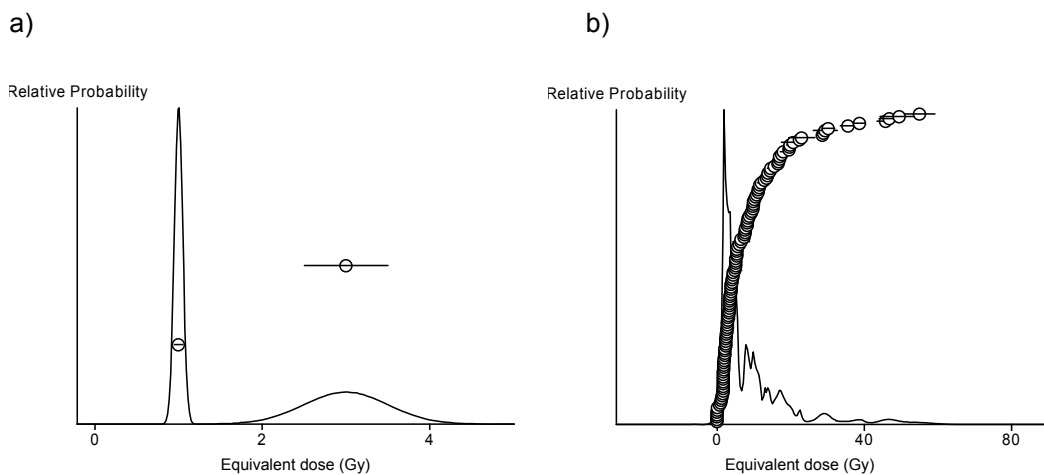 a)
Relative Probability
0
2
4
Equivalent dose (Gy)
b)
Relative Probability
0
40
80
Equivalent dose (Gy)